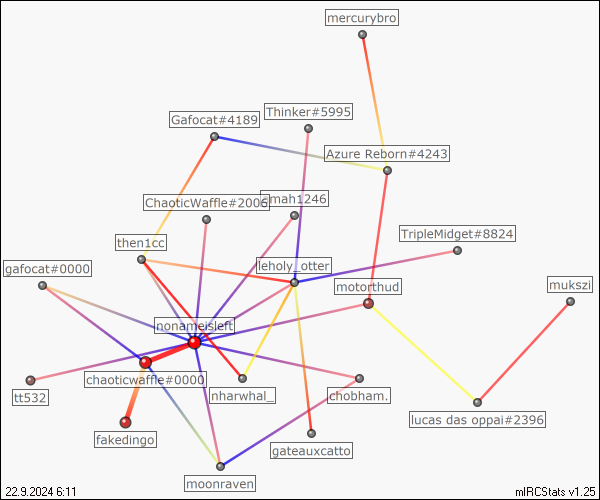 mercurybro
Thinker#5995
Gafocat#4189
Azure Reborn#4243
ChaoticWaffle#2006
mah1246
TripleMidget#8824
then1cc
gafocat#0000
leholy_otter
motorthud
mukszi
nonameisleft
chaoticwaffle#0000
tt532
nharwhal_
chobham.
lucas das oppai#2396
fakedingo
gateauxcatto
moonraven
22.9.2024 6:11
mIRCStats v1.25